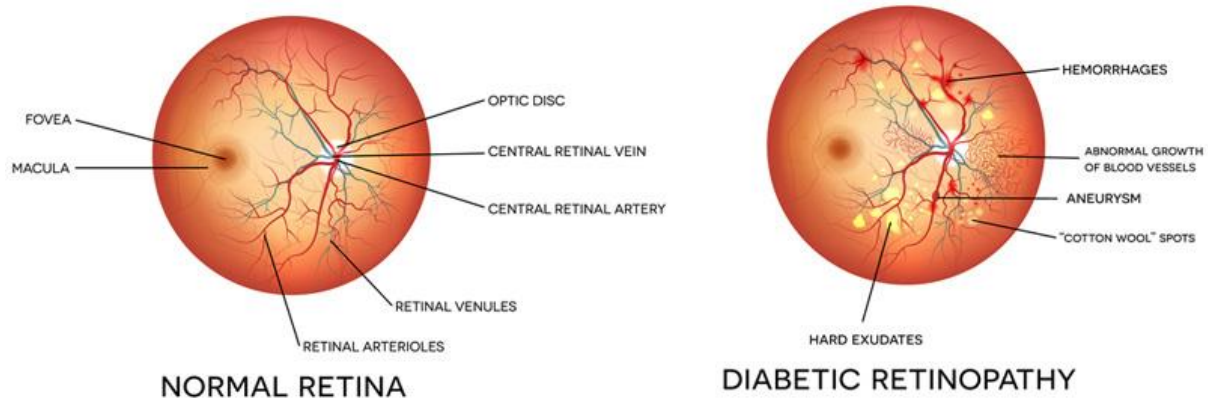 FOVEA
MACULA
OPTIC DISC
CENTRAL RETINAL VEIN
CENTRAL RETINAL ARTERY
RETINAL VENULES
RETINAL ARTERIOLES
NORMAL RETINA
HEMORRHAGES
ABNORMAL GROWTH
OF BLOOD VESSELS
ANEURYSM
"COTTON WOOL" SPOTS
HARD EXUDATES
DIABETIC RETINOPATHY